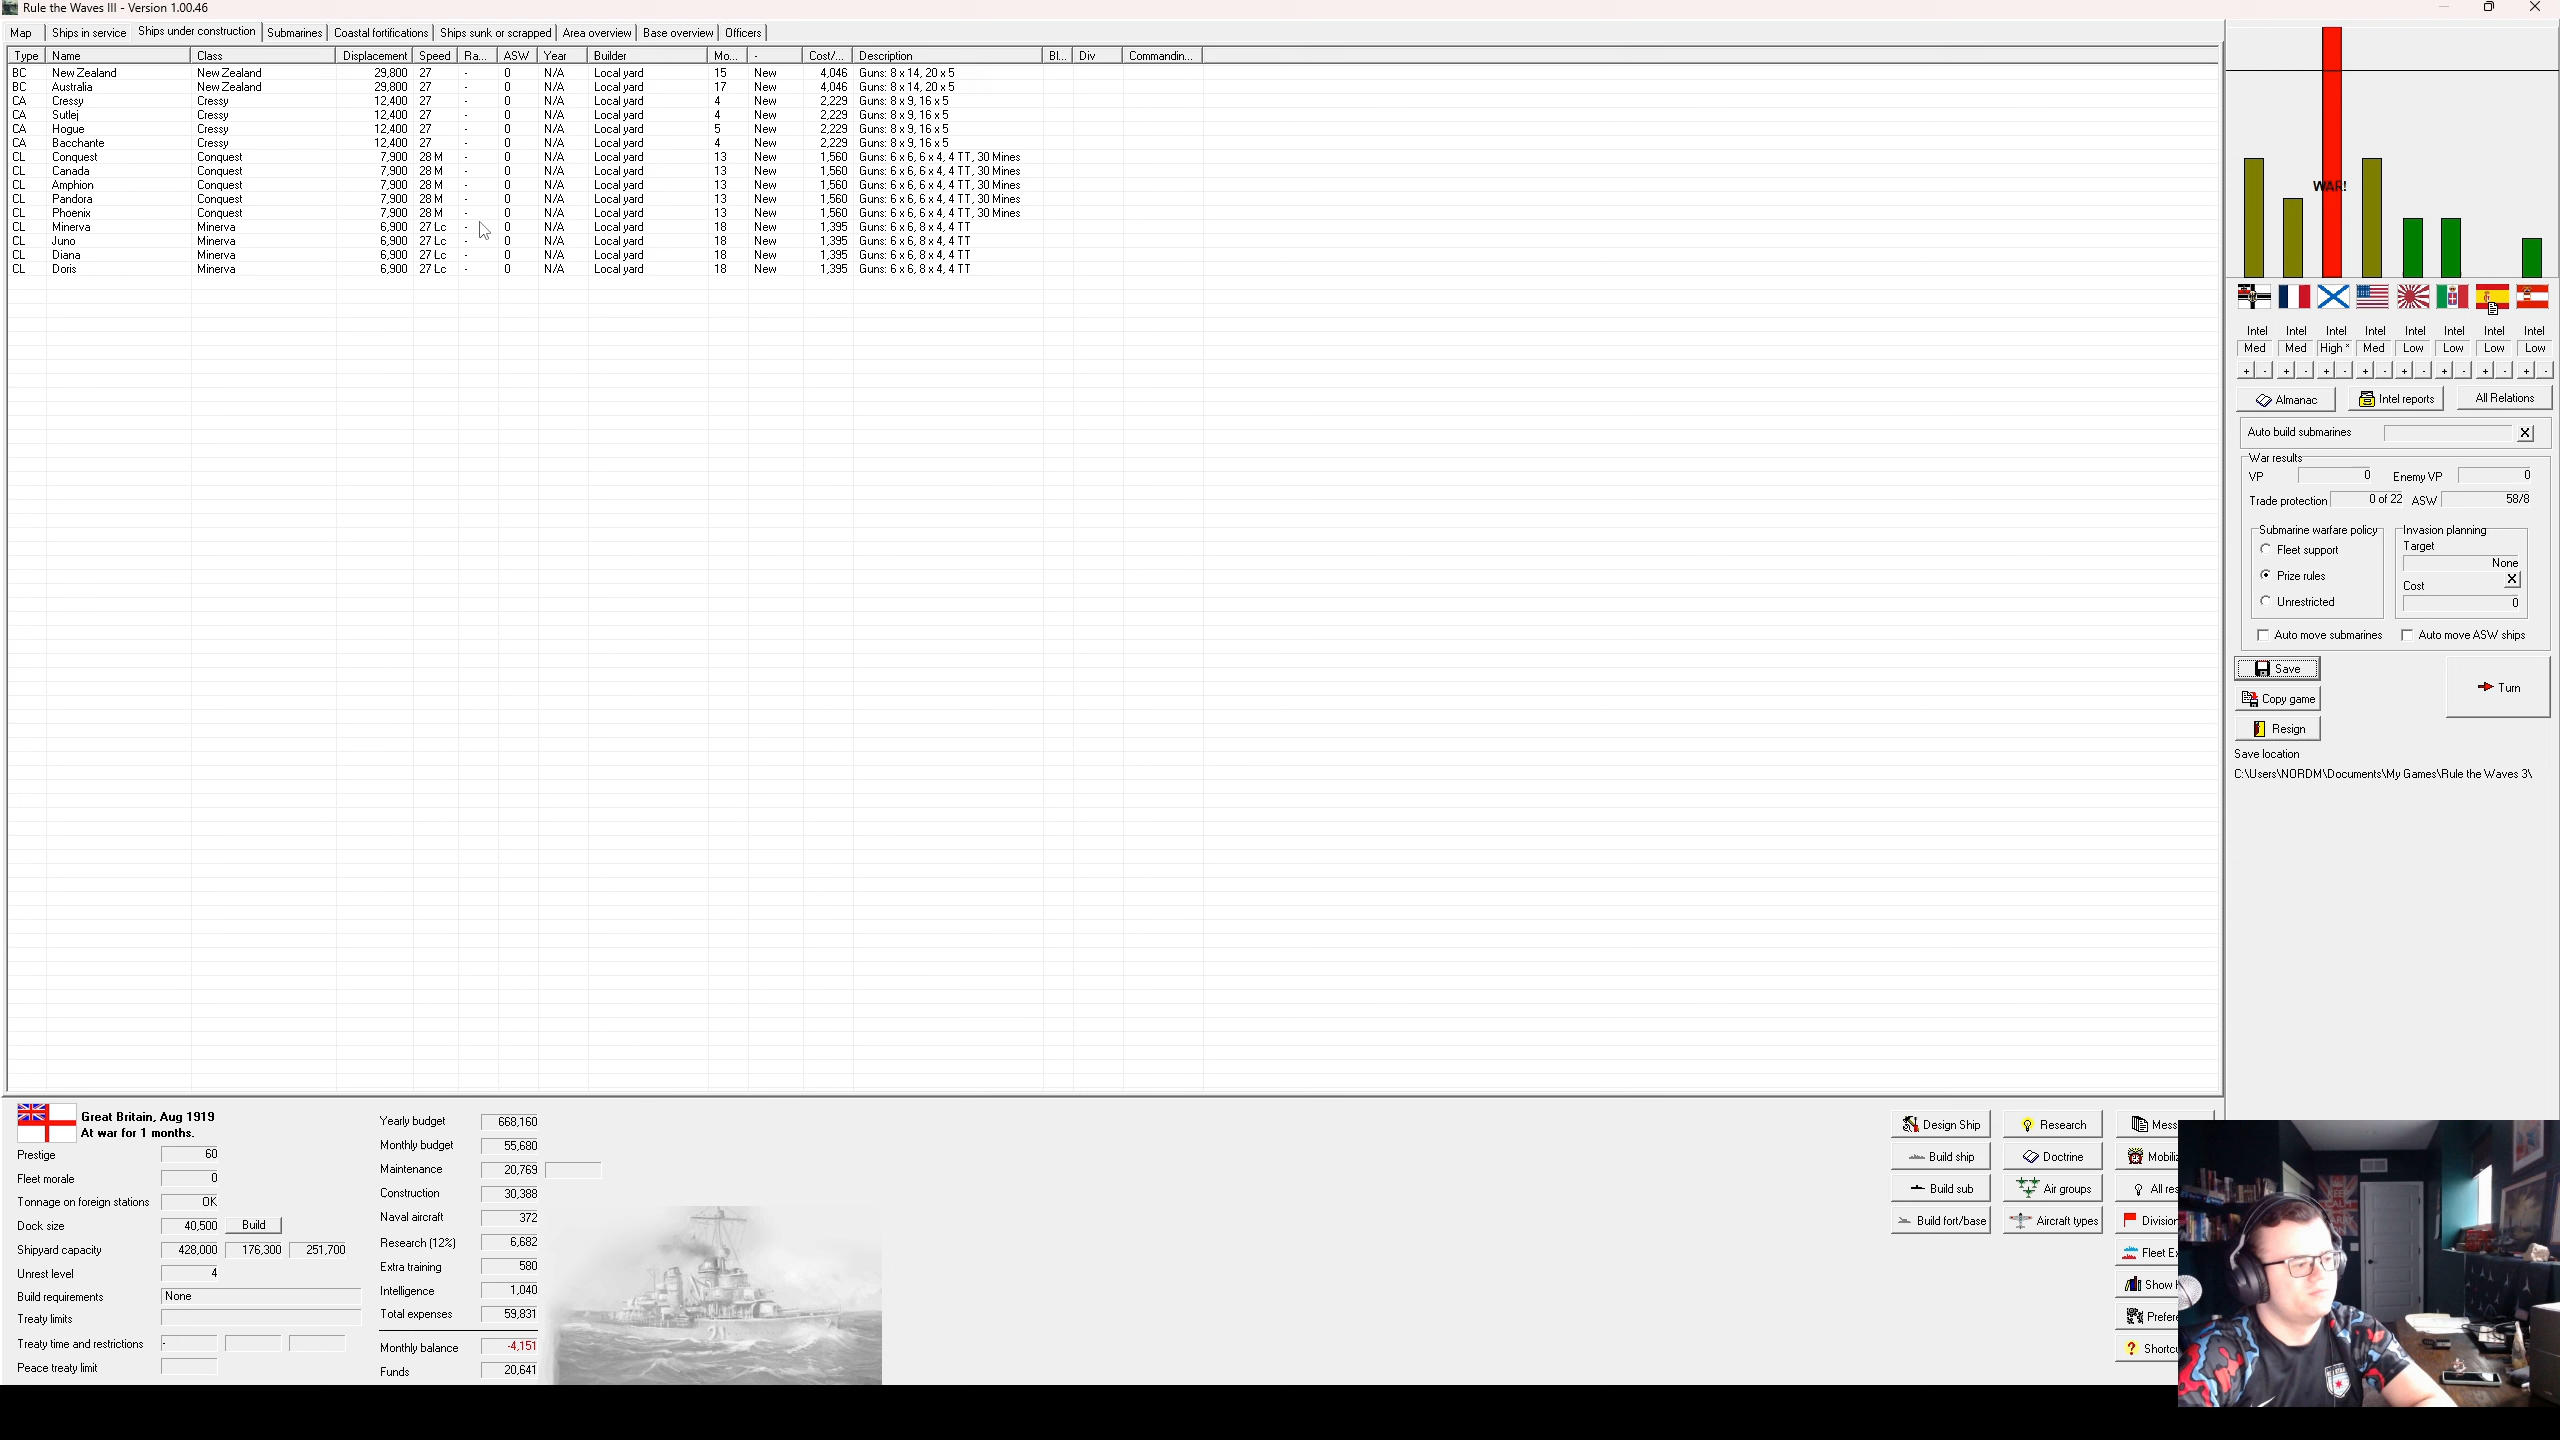 Rule the Waves III - Version 1.00.46
Map Ships in service Ships under construction Submarines Coastal fortifications Ships sunk or scrapped Area overview Base overview Officers
Type Name Class Displacement Speed Ra... ASW Year Builder Mo... - Cost/... Description Bl... Div Commandin...
BC New Zealand New Zealand 29,800 27 - 0 N/A Local yard 15 New 4,046 Guns: 8 x 14, 20 x 5
BC Australia New Zealand 29,800 27 - 0 N/A Local yard 17 New 4,046 Guns: 8 x 14, 20 x 5
CA Cressy Cressy 12,400 27 - 0 N/A Local yard 4 New 2,229 Guns: 8 x 9, 16 x 5
CA Sutlej Cressy 12,400 27 - 0 N/A Local yard 4 New 2,229 Guns: 8 x 9, 16 x 5
CA Hogue Cressy 12,400 27 - 0 N/A Local yard 5 New 2,229 Guns: 8 x 9, 16 x 5
CA Bacchante Cressy 12,400 27 - 0 N/A Local yard 4 New 2,229 Guns: 8 x 9, 16 x 5
CL Conquest Conquest 7,900 28 M - 0 N/A Local yard 13 New 1,560 Guns: 6 x 6, 6 x 4, 4 TT, 30 Mines
CL Canada Conquest 7,900 28 M - 0 N/A Local yard 13 New 1,560 Guns: 6 x 6, 6 x 4, 4 TT, 30 Mines
CL Amphion Conquest 7,900 28 M - 0 N/A Local yard 13 New 1,560 Guns: 6 x 6, 6 x 4, 4 TT, 30 Mines
CL Pandora Conquest 7,900 28 M - 0 N/A Local yard 13 New 1,560 Guns: 6 x 6, 6 x 4, 4 TT, 30 Mines
CL Phoenix Conquest 7,900 28 M - 0 N/A Local yard 13 New 1,560 Guns: 6 x 6, 6 x 4, 4 TT, 30 Mines
CL Minerva Minerva 6,900 27 Lc - 0 N/A Local yard 18 New 1,395 Guns: 6 x 6, 8 x 4, 4 TT
CL Juno Minerva 6,900 27 Lc - 0 N/A Local yard 18 New 1,395 Guns: 6 x 6, 8 x 4, 4 TT
CL Diana Minerva 6,900 27 Lc - 0 N/A Local yard 18 New 1,395 Guns: 6 x 6, 8 x 4, 4 TT
CL Doris Minerva 6,900 27 Lc - 0 N/A Local yard 18 New 1,395 Guns: 6 x 6, 8 x 4, 4 TT
WAR!
Intel Intel Intel Intel Intel Intel Intel Intel
Med Med High * Med Low Low Low Low
+ - + - + - + - + - + - + - + -
Almanac Intel reports All Relations
Auto build submarines X
War results
VP 0 Enemy VP 0
Trade protection 0 of 22 ASW 58/8
Submarine warfare policy Invasion planning
Target
Fleet support
None
Prize rules
Cost X
Unrestricted 0
Auto move submarines Auto move ASW ships
Save
Turn
Copy game
Resign
Save location
C:\Users\NORDM\Documents\My Games\Rule the Waves 3\
Great Britain, Aug 1919
At war for 1 months.
Prestige 60
Fleet morale 0
Tonnage on foreign stations OK
Dock size 40,500 Build
Shipyard capacity 428,000 176,300 251,700
Unrest level 4
Build requirements None
Treaty limits
Treaty time and restrictions -
Peace treaty limit
Yearly budget 668,160
Monthly budget 55,680
Maintenance 20,769
Construction 30,388
Naval aircraft 372
Research (12%) 6,682
Extra training 580
Intelligence 1,040
Total expenses 59,831
Monthly balance -4,151
Funds 20,641
Design Ship Research Mess
Build ship Doctrine Mobiliz
Build sub Air groups All res
Build fort/base Aircraft types Division
Fleet Ex
Show
Prefere
Shortcu